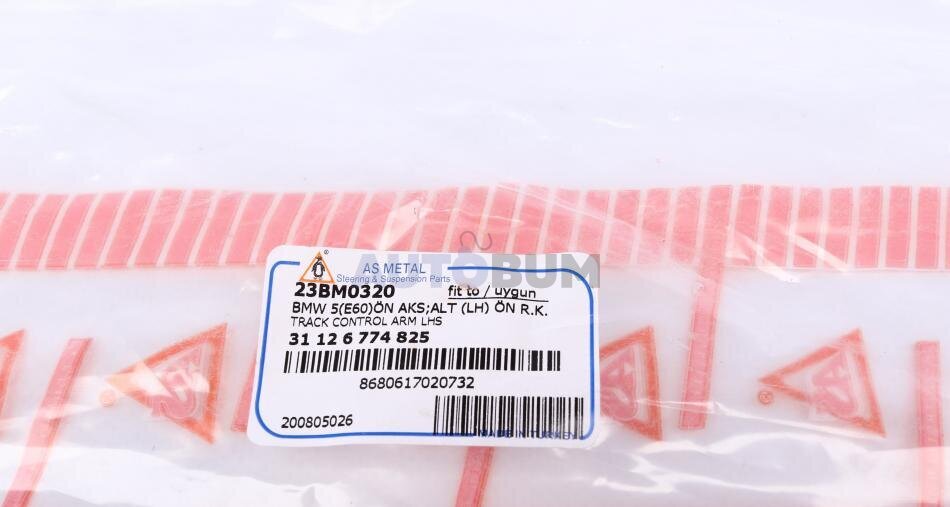 AUTOBUM
AS METAL
Steering & Suspension Parts
23BM0320 fit to / uygun
BMW 5(E60)ÖN AKS;ALT (LH) ÖN R.K.
TRACK CONTROL ARM LHS
31 12 6 774 825
8680617020732
200805026
MADE IN TURKEY